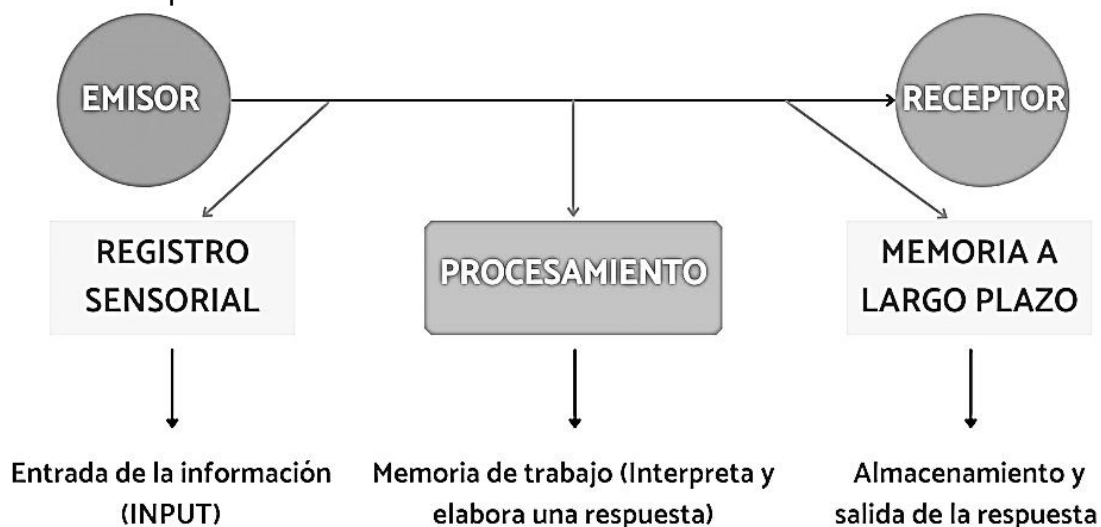 EMISOR
RECEPTOR
REGISTRO
SENSORIAL
PROCESAMIENTO
MEMORIA A
LARGO PLAZO
Entrada de la información
(INPUT)
Memoria de trabajo (Interpreta y
elabora una respuesta)
Almacenamiento y
salida de la respuesta